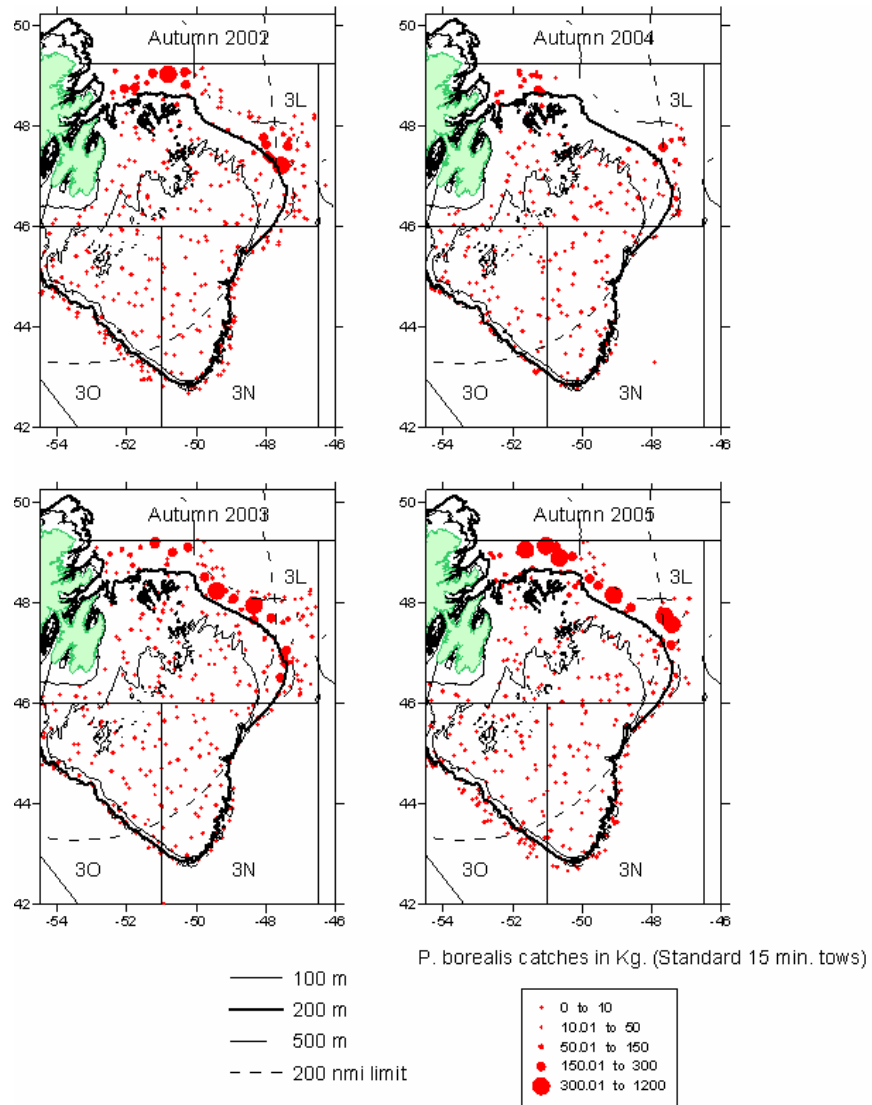 50
48
46
44
42
Autumn 2002
3L
3O
3N
-54 -52 -50 -48 -46
50
48
46
44
42
Autumn 2004
3L
3O
3N
-54 -52 -50 -48 -46
50
48
46
44
42
Autumn 2003
3L
3O
3N
-54 -52 -50 -48 -46
50
48
46
44
42
Autumn 2005
3L
3O
3N
-54 -52 -50 -48 -46
100 m
200 m
500 m
200 nmi limit
P. borealis catches in Kg. (Standard 15 min. tows)
0 to 10
10.01 to 50
50.01 to 150
150.01 to 300
300.01 to 1200